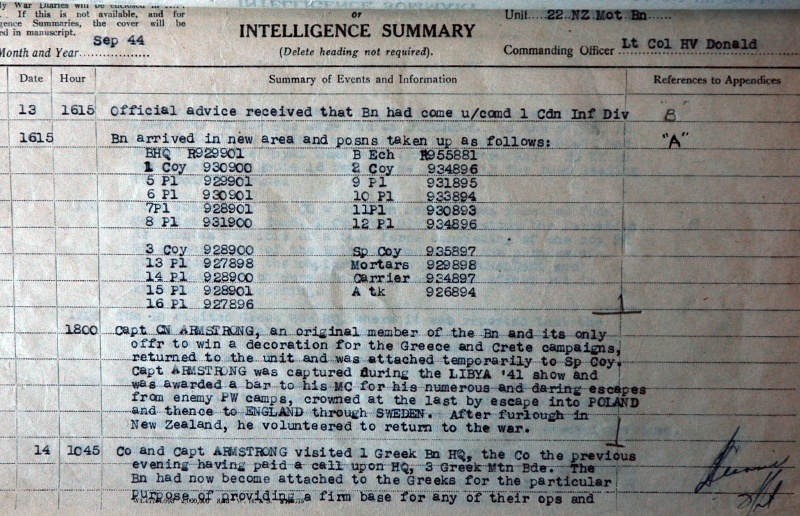 y War Diaries will be enclosed in
If this is not available, and for
gence Summaries, the cover will be
ed in manuscript.
Month and Year Sep 44
or
INTELLIGENCE SUMMARY
(Delete heading not required).
Unit 22 NZ Mot Bn
Commanding Officer Lt Col HV Donald
Date Hour Summary of Events and Information References to Appendices
13 1615 Official advice received that Bn had come u/comd 1 Cdn Inf Div
1615 Bn arrived in new area and posns taken up as follows: "A"
BHQ R929901 B Ech R955881
1 Coy 930900 2 Coy 934896
5 Pl 929901 9 Pl 931895
6 Pl 930901 10 Pl 933894
7Pl 928901 11Pl 930893
8 Pl 931900 12 Pl 934896
3 Coy 928900 Sp Coy 935897
13 Pl 927898 Mortars 929898
14 Pl 928900 Carrier 934897
15 Pl 928901 A tk 926894
16 Pl 927896
1800 Capt CN ARMSTRONG, an original member of the Bn and its only
offr to win a decoration for the Greece and Crete campaigns,
returned to the unit and was attached temporarily to Sp Coy.
Capt ARMSTRONG was captured during the LIBYA '41 show and
was awarded a bar to his MC for his numerous and daring escapes
from enemy PW camps, crowned at the last by escape into POLAND
and thence to ENGLAND through SWEDEN. After furlough in
New Zealand, he volunteered to return to the war.
14 1045 Co and Capt ARMSTRONG visited 1 Greek Bn HQ, the Co the previous
evening having paid a call upon HQ, 3 Greek Mtn Bde. The
Bn had now become attached to the Greeks for the particular
purpose of providing a firm base for any of their ops and